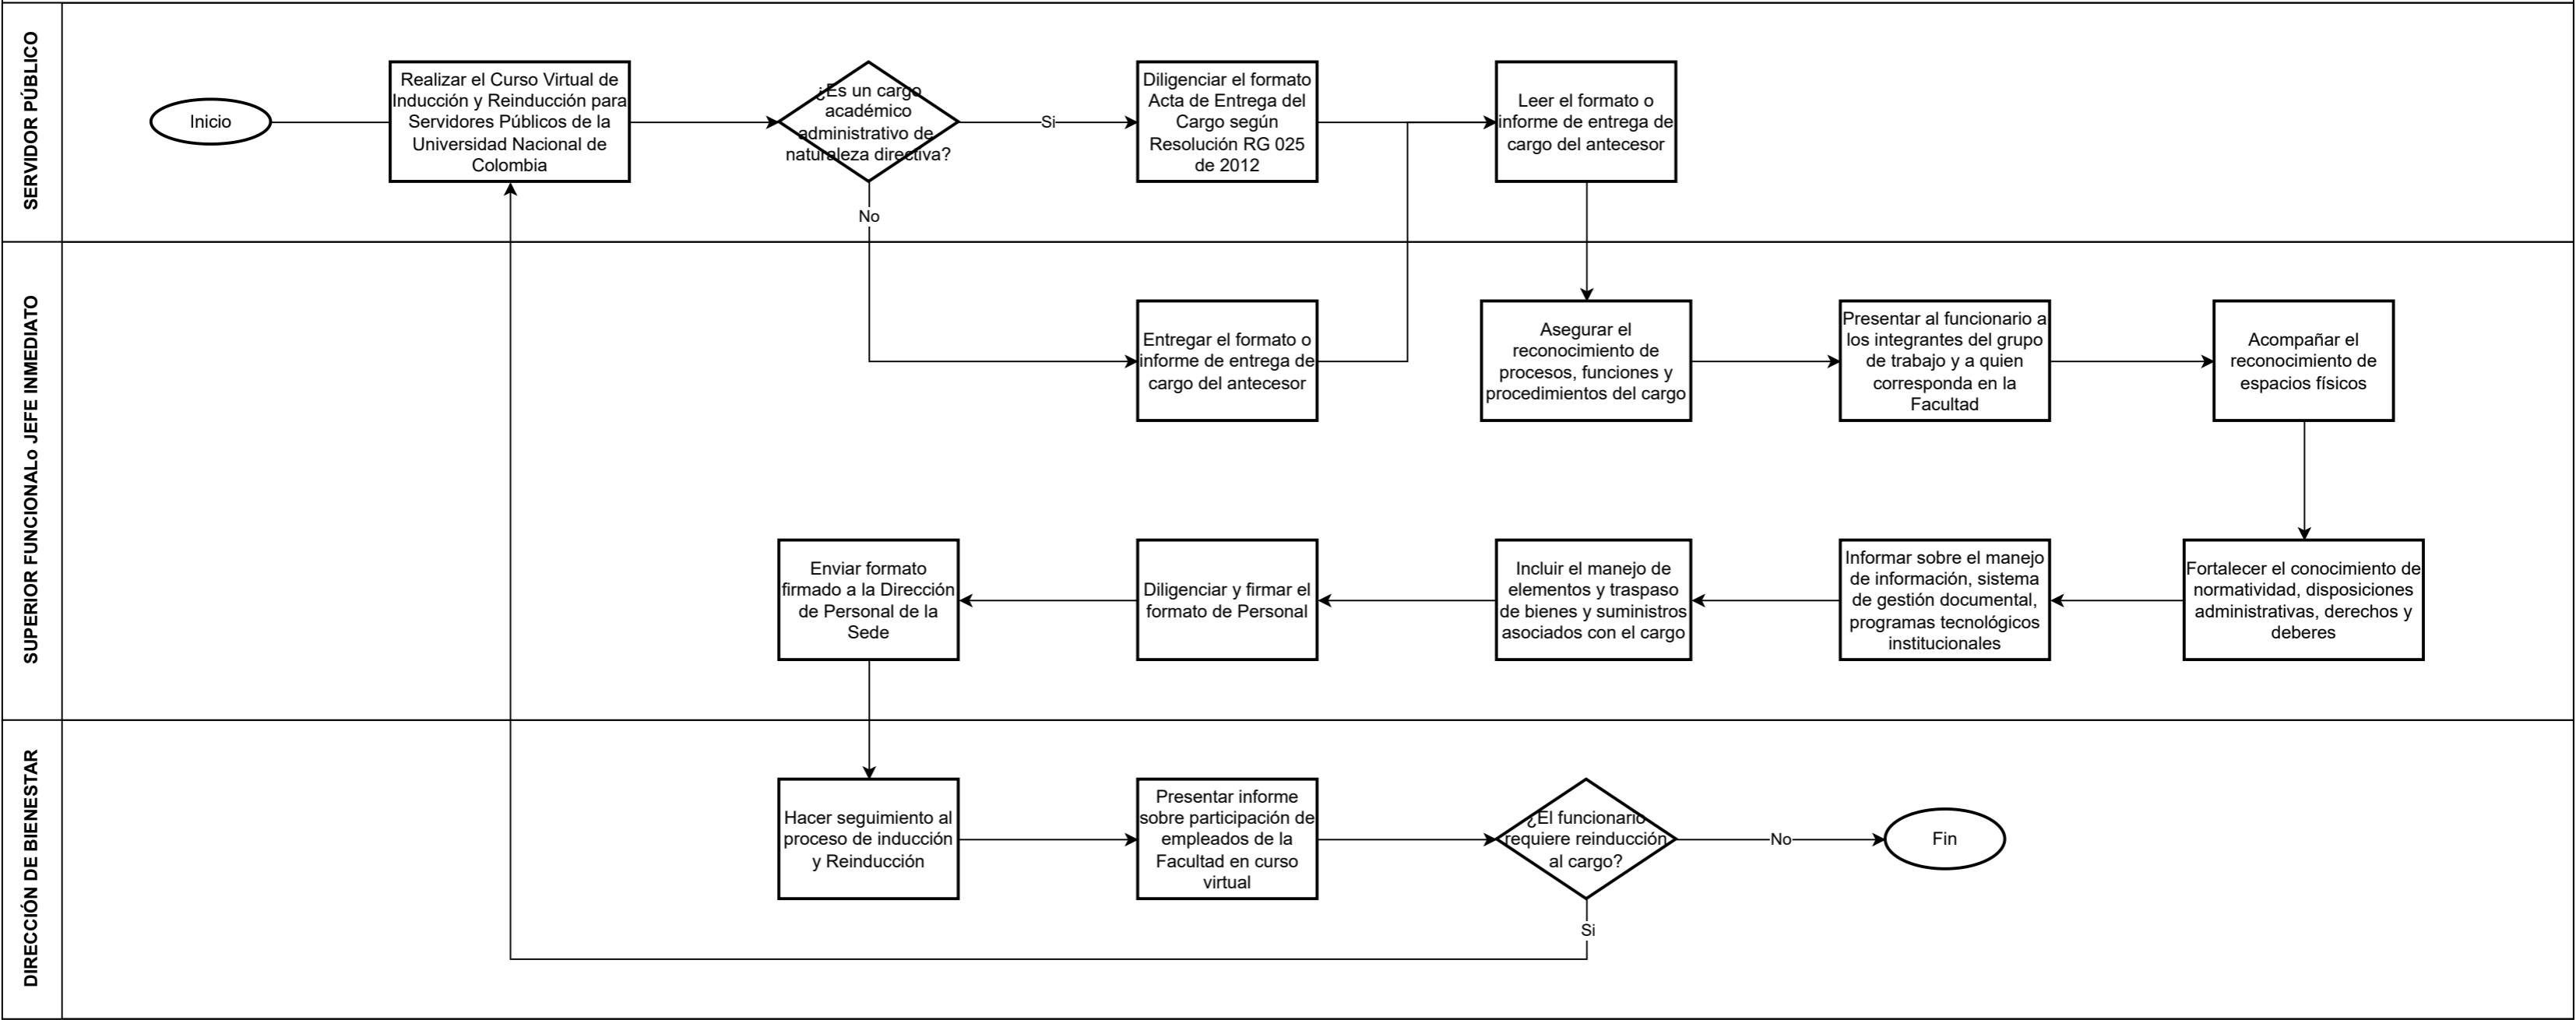 SERVIDOR PÚBLICO
Inicio
Realizar el Curso Virtual de
Inducción y Reinducción para
Servidores Públicos de la
Universidad Nacional de
Colombia
¿Es un cargo
académico
administrativo de
naturaleza directiva?
Si
No
Diligenciar el formato
Acta de Entrega del
Cargo según
Resolución RG 025
de 2012
Leer el formato o
informe de entrega de
cargo del antecesor
SUPERIOR FUNCIONALo JEFE INMEDIATO
Entregar el formato o
informe de entrega de
cargo del antecesor
Asegurar el
reconocimiento de
procesos, funciones y
procedimientos del cargo
Presentar al funcionario a
los integrantes del grupo
de trabajo y a quien
corresponda en la
Facultad
Acompañar el
reconocimiento de
espacios físicos
Enviar formato
firmado a la Dirección
de Personal de la
Sede
Diligenciar y firmar el
formato de Personal
Incluir el manejo de
elementos y traspaso
de bienes y suministros
asociados con el cargo
Informar sobre el manejo
de información, sistema
de gestión documental,
programas tecnológicos
institucionales
Fortalecer el conocimiento de
normatividad, disposiciones
administrativas, derechos y
deberes
DIRECCIÓN DE BIENESTAR
Hacer seguimiento al
proceso de inducción
y Reinducción
Presentar informe
sobre participación de
empleados de la
Facultad en curso
virtual
¿El funcionario
requiere reinducción
al cargo?
No
Fin
Si